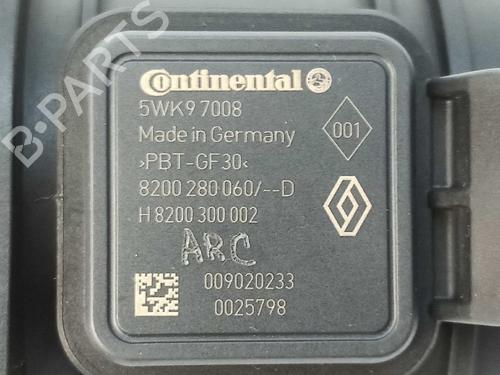 B-PARTS
Continental
5WK9 7008
Made in Germany
001
>PBT-GF30<
8200 280 060/--D
H 8200 300 002
ARC
009020233
0025798